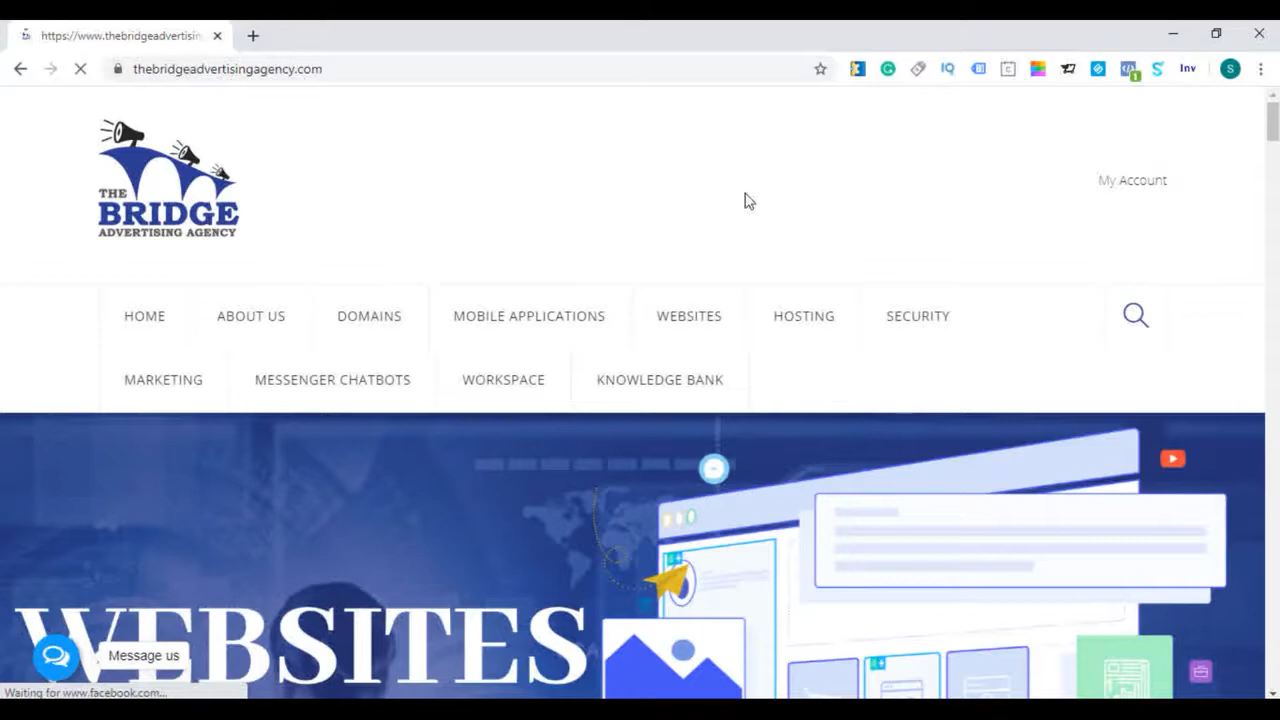 https://www.thebridgeadvertisin
thebridgeadvertisingagency.com
Inv
S
1
THE
BRIDGE
ADVERTISING AGENCY
My Account
HOME
ABOUT US
DOMAINS
MOBILE APPLICATIONS
WEBSITES
HOSTING
SECURITY
MARKETING
MESSENGER CHATBOTS
WORKSPACE
KNOWLEDGE BANK
WEBSITES
Message us
Waiting for www.facebook.com...